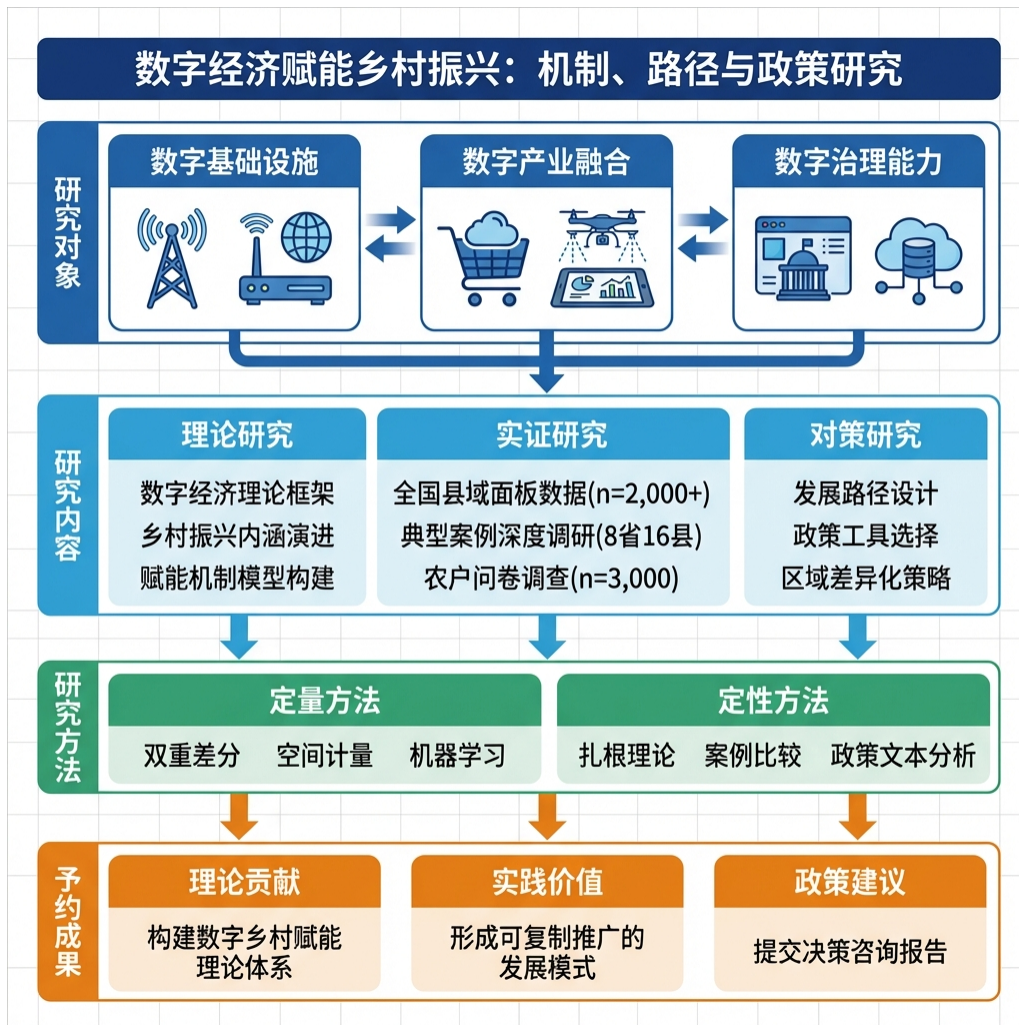 数字经济赋能乡村振兴：机制、路径与政策研究
研究对象
数字基础设施
数字产业融合
数字治理能力
研究内容
理论研究
数字经济理论框架
乡村振兴内涵演进
赋能机制模型构建
实证研究
全国县域面板数据(n=2,000+)
典型案例深度调研(8省16县)
农户问卷调查(n=3,000)
对策研究
发展路径设计
政策工具选择
区域差异化策略
研究方法
定量方法
双重差分 空间计量 机器学习
定性方法
扎根理论 案例比较 政策文本分析
予约成果
理论贡献
构建数字乡村赋能
理论体系
实践价值
形成可复制推广的
发展模式
政策建议
提交决策咨询报告